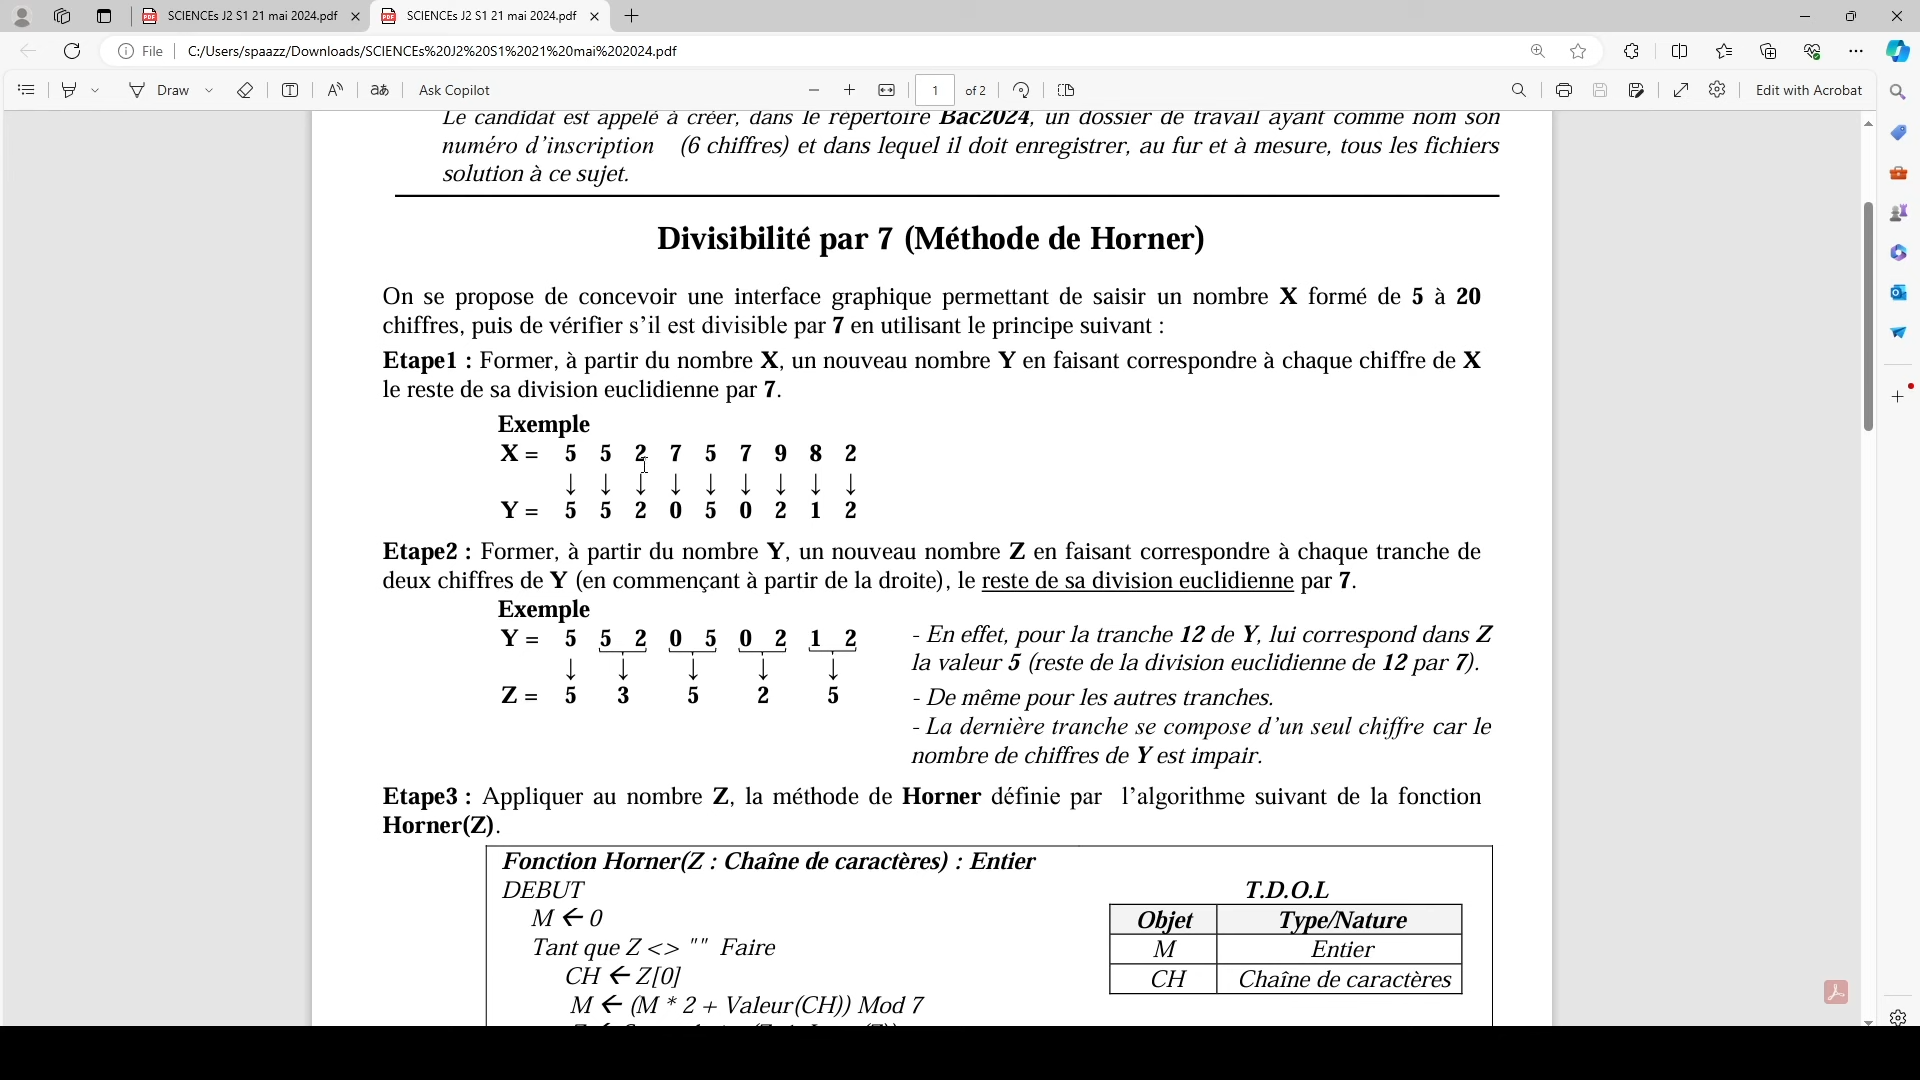 SCIENCEs J2 S1 21 mai 2024.pdf
SCIENCEs J2 S1 21 mai 2024.pdf
File
C:/Users/spaazz/Downloads/SCIENCEs%20J2%20S1%2021%20mai%202024.pdf
Draw
aあ
Ask Copilot
1 of 2
Edit with Acrobat
Le candidat est appelé à créer, dans le répertoire Bac2024, un dossier de travail ayant comme nom son
numéro d'inscription (6 chiffres) et dans lequel il doit enregistrer, au fur et à mesure, tous les fichiers
solution à ce sujet.
Divisibilité par 7 (Méthode de Horner)
On se propose de concevoir une interface graphique permettant de saisir un nombre X formé de 5 à 20
chiffres, puis de vérifier s'il est divisible par 7 en utilisant le principe suivant :
Etape1 : Former, à partir du nombre X, un nouveau nombre Y en faisant correspondre à chaque chiffre de X
le reste de sa division euclidienne par 7.
Exemple
X = 5 5 2 7 5 7 9 8 2
↓ ↓ ↓ ↓ ↓ ↓ ↓ ↓ ↓
Y = 5 5 2 0 5 0 2 1 2
Etape2 : Former, à partir du nombre Y, un nouveau nombre Z en faisant correspondre à chaque tranche de
deux chiffres de Y (en commençant à partir de la droite), le reste de sa division euclidienne par 7.
Exemple
Y = 5 5 2 0 5 0 2 1 2
↓ ↓ ↓ ↓ ↓
Z = 5 3 5 2 5
- En effet, pour la tranche 12 de Y, lui correspond dans Z
la valeur 5 (reste de la division euclidienne de 12 par 7).
- De même pour les autres tranches.
- La dernière tranche se compose d'un seul chiffre car le
nombre de chiffres de Y est impair.
Etape3 : Appliquer au nombre Z, la méthode de Horner définie par l'algorithme suivant de la fonction
Horner(Z).
Fonction Horner(Z : Chaîne de caractères) : Entier
DEBUT
M ← 0
Tant que Z <> "" Faire
CH ← Z[0]
M ← (M * 2 + Valeur(CH)) Mod 7
T.D.O.L
Objet Type/Nature
M Entier
CH Chaîne de caractères